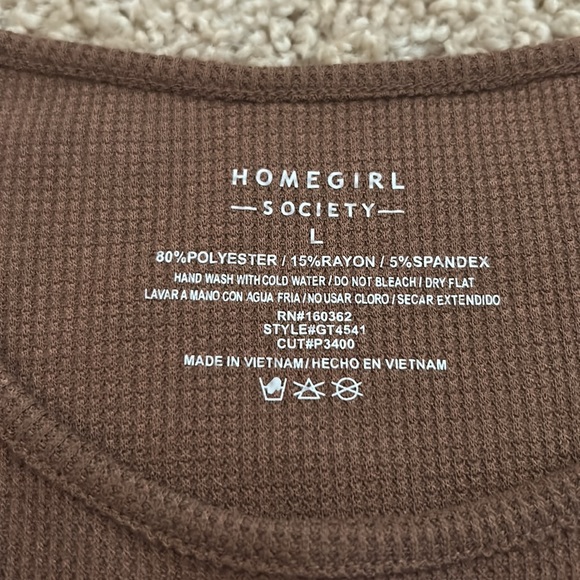 HOMEGIRL
SOCIETY
L
80%POLYESTER / 15%RAYON / 5%SPANDEX
HAND WASH WITH COLD WATER / DO NOT BLEACH / DRY FLAT
LAVAR A MANO CON AGUA FRIA / NO USAR CLORO / SECAR EXTENDIDO
RN#160362
STYLE#GT4541
CUT#P3400
MADE IN VIETNAM/HECHO EN VIETNAM